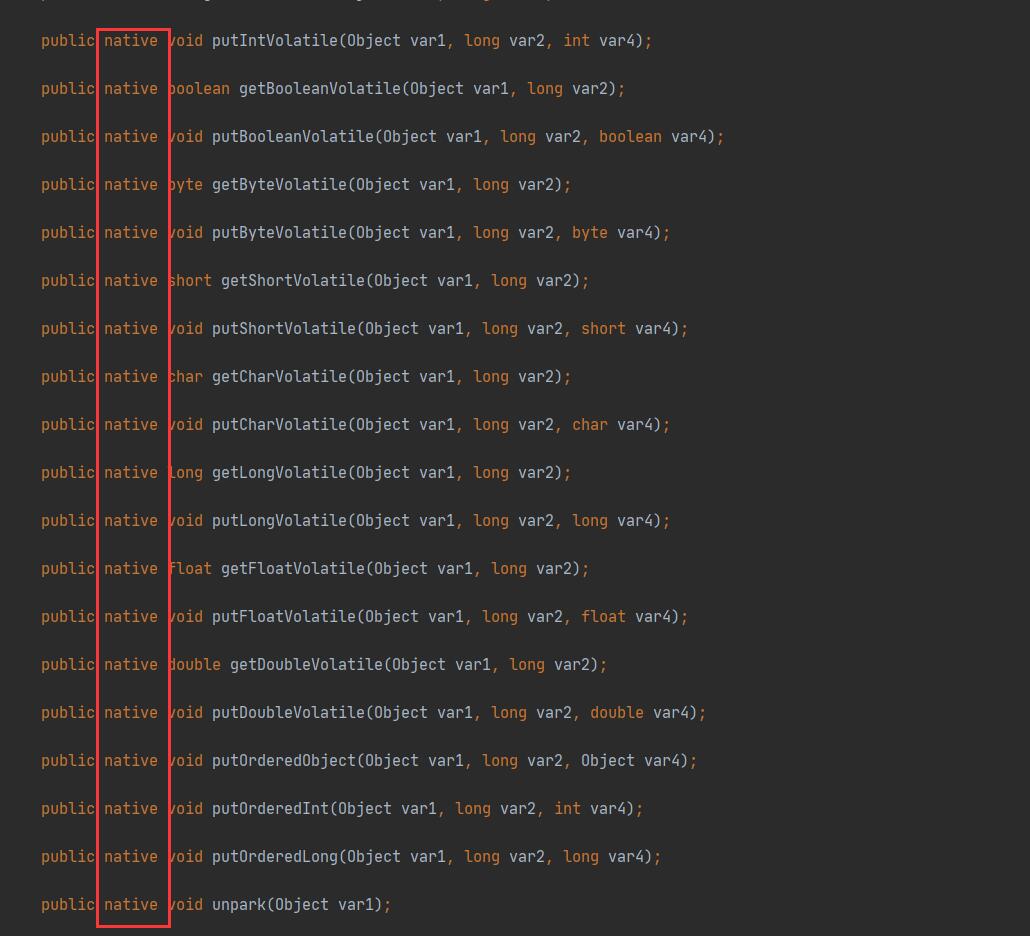 public native void putIntVolatile(Object var1, long var2, int var4);
public native boolean getBooleanVolatile(Object var1, long var2);
public native void putBooleanVolatile(Object var1, long var2, boolean var4);
public native byte getByteVolatile(Object var1, long var2);
public native void putByteVolatile(Object var1, long var2, byte var4);
public native short getShortVolatile(Object var1, long var2);
public native void putShortVolatile(Object var1, long var2, short var4);
public native char getCharVolatile(Object var1, long var2);
public native void putCharVolatile(Object var1, long var2, char var4);
public native long getLongVolatile(Object var1, long var2);
public native void putLongVolatile(Object var1, long var2, long var4);
public native float getFloatVolatile(Object var1, long var2);
public native void putFloatVolatile(Object var1, long var2, float var4);
public native double getDoubleVolatile(Object var1, long var2);
public native void putDoubleVolatile(Object var1, long var2, double var4);
public native void putOrderedObject(Object var1, long var2, Object var4);
public native void putOrderedInt(Object var1, long var2, int var4);
public native void putOrderedLong(Object var1, long var2, long var4);
public native void unpark(Object var1);